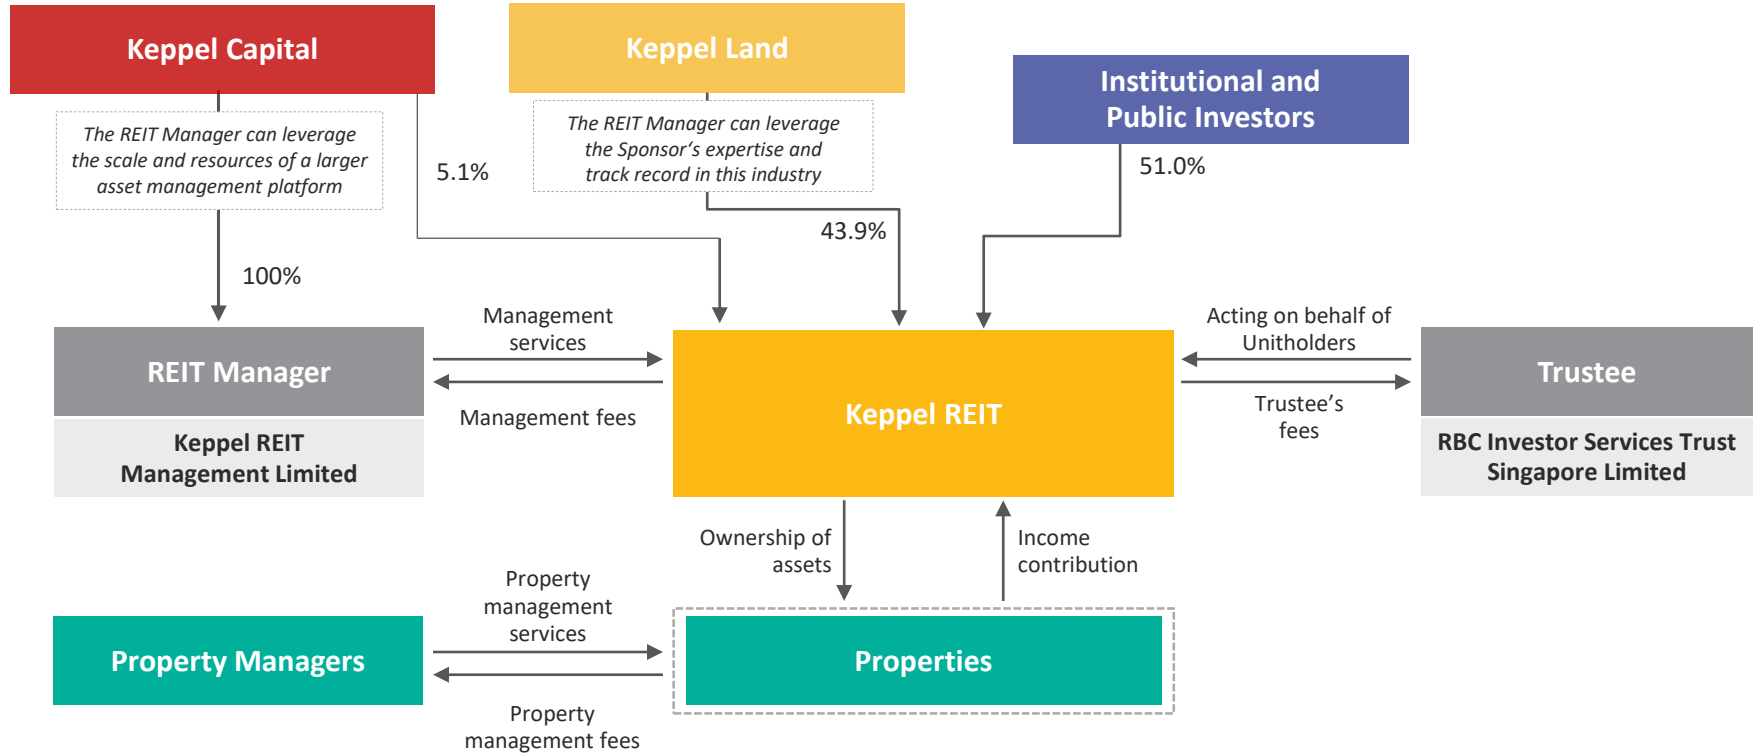 Keppel Capital
Keppel Land
Institutional and
Public Investors
The REIT Manager can leverage
the scale and resources of a larger
asset management platform
5.1%
The REIT Manager can leverage
the Sponsor‘s expertise and
track record in this industry
51.0%
43.9%
100%
Management
services
Acting on behalf of
Unitholders
REIT Manager
Keppel REIT
Trustee
Management fees
Trustee’s
fees
Keppel REIT
Management Limited
RBC Investor Services Trust
Singapore Limited
Ownership of
assets
Income
contribution
Property
management
services
Property Managers
Properties
Property
management fees